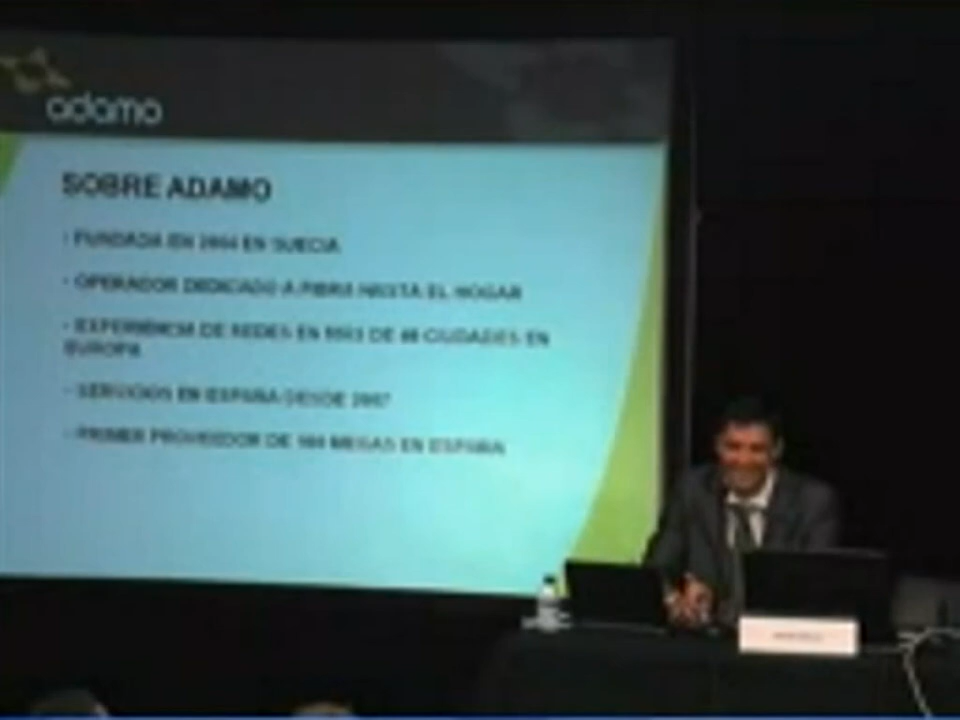 adamo
SOBRE ADAMO
- FUNDADA EN 2004 EN SUECIA
- OPERADOR DEDICADO A FIBRA HASTA EL HOGAR
- EXPERIENCIA DE REDES EN DE CIUDADES EN
EUROPA
- SERVICIOS EN ESPAÑA DESDE 2007
- PRIMER PROVEEDOR DE 100 MEGAS EN ESPAÑA